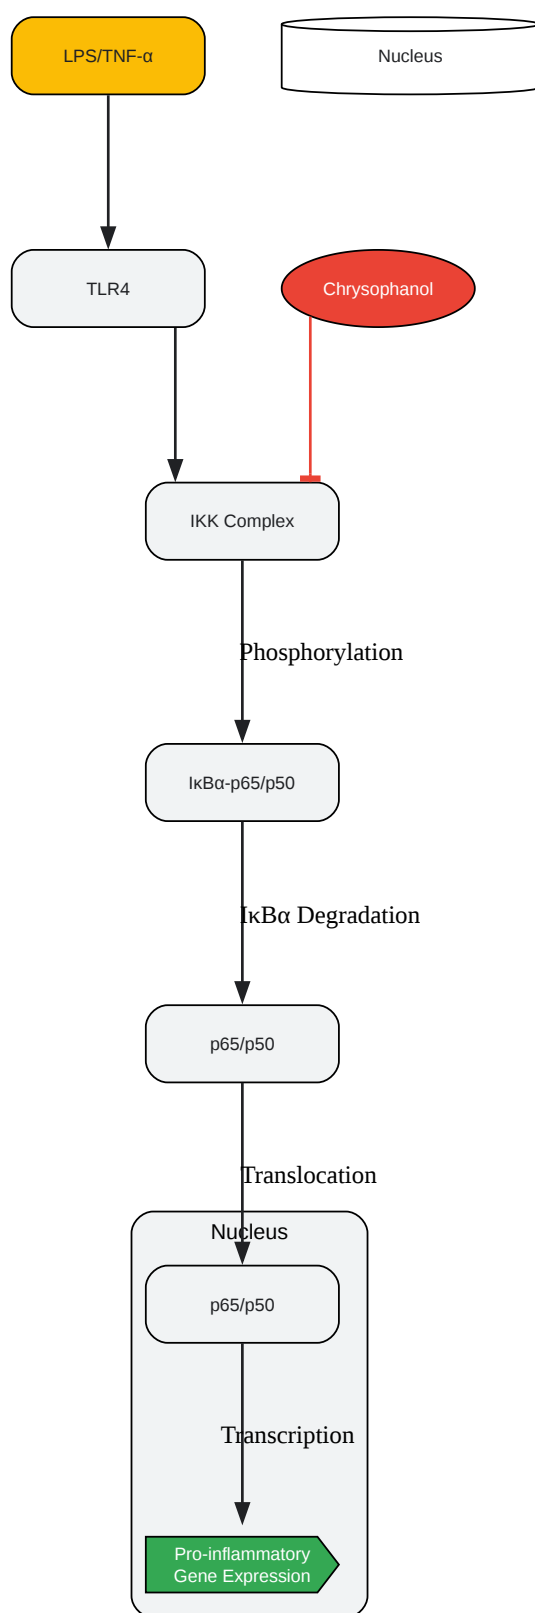 LPS/TNF-α
Nucleus
TLR4
Chrysophanol
IKK Complex
Phosphorylation
IκBα-p65/p50
IκBα Degradation
p65/p50
Translocation
Nucleus
p65/p50
Transcription
Pro-inflammatory
Gene Expression